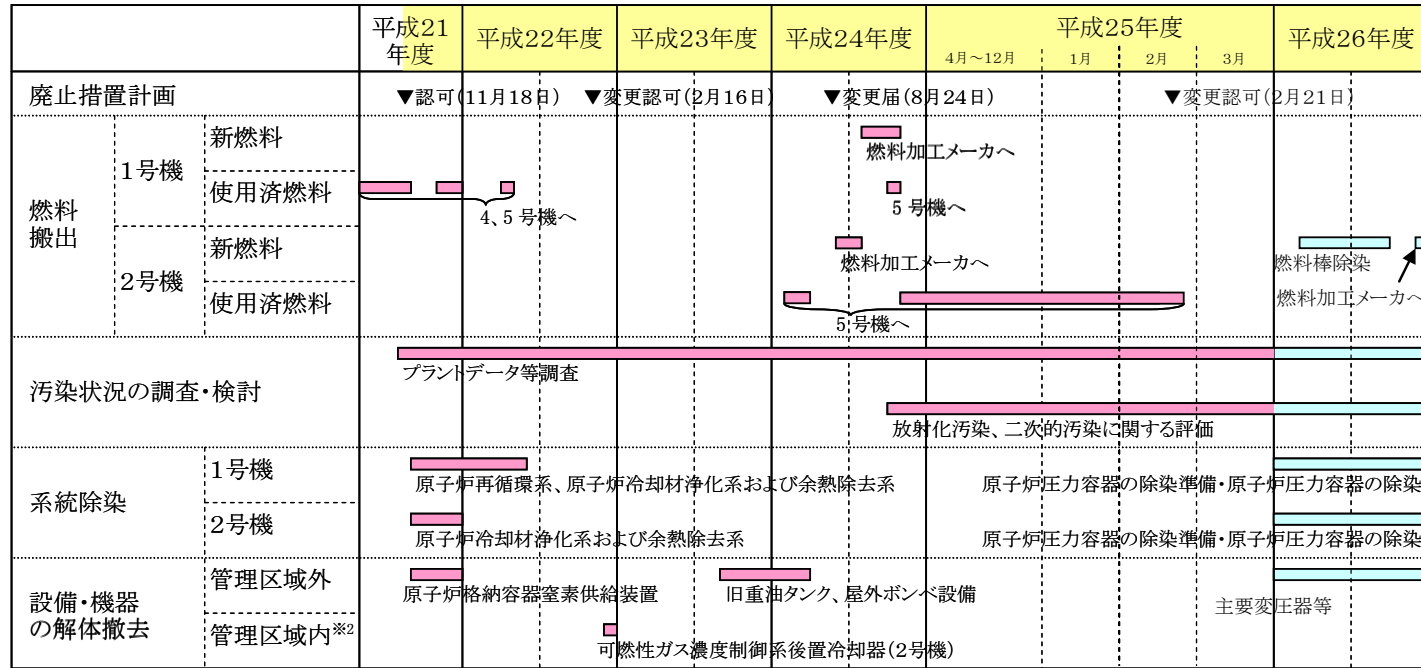 平成21
年度
平成22年度
平成23年度
平成24年度
平成25年度
4月～12月
1月
2月
3月
平成26年度
廃止措置計画
▼認可(11月18日)
▼変更認可(2月16日)
▼変更届(8月24日)
▼変更認可(2月21日)
燃料
搬出
1号機
新燃料
燃料加工メーカへ
使用済燃料
4、5号機へ
5号機へ
2号機
新燃料
燃料加工メーカへ
燃料棒除染
燃料加工メーカへ
使用済燃料
5号機へ
汚染状況の調査・検討
プラントデータ等調査
放射化汚染、二次的汚染に関する評価
系統除染
1号機
原子炉再循環系、原子炉冷却材浄化系および余熱除去系
原子炉圧力容器の除染準備・原子炉圧力容器の除染
2号機
原子炉冷却材浄化系および余熱除去系
原子炉圧力容器の除染準備・原子炉圧力容器の除染
設備・機器
の解体撤去
管理区域外
原子炉格納容器窒素供給装置
旧重油タンク、屋外ボンベ設備
主要変圧器等
管理区域内※2
可燃性ガス濃度制御系後置冷却器(2号機)